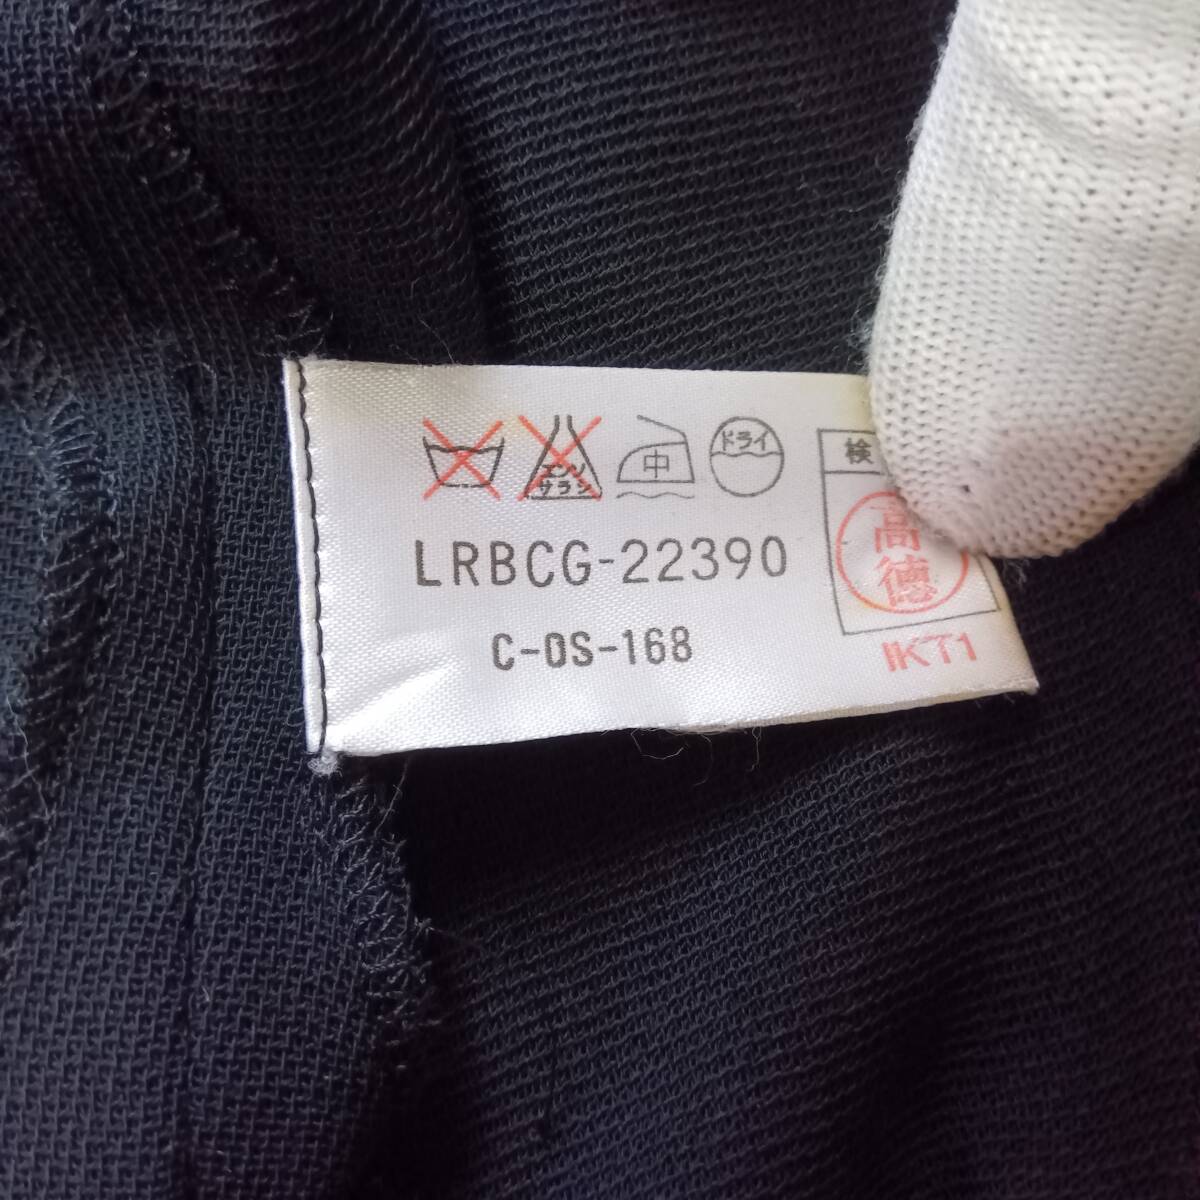 エンソ
サラシ
中
ドライ
検
LRBCG-22390
高
徳
C-OS-168
IKT1